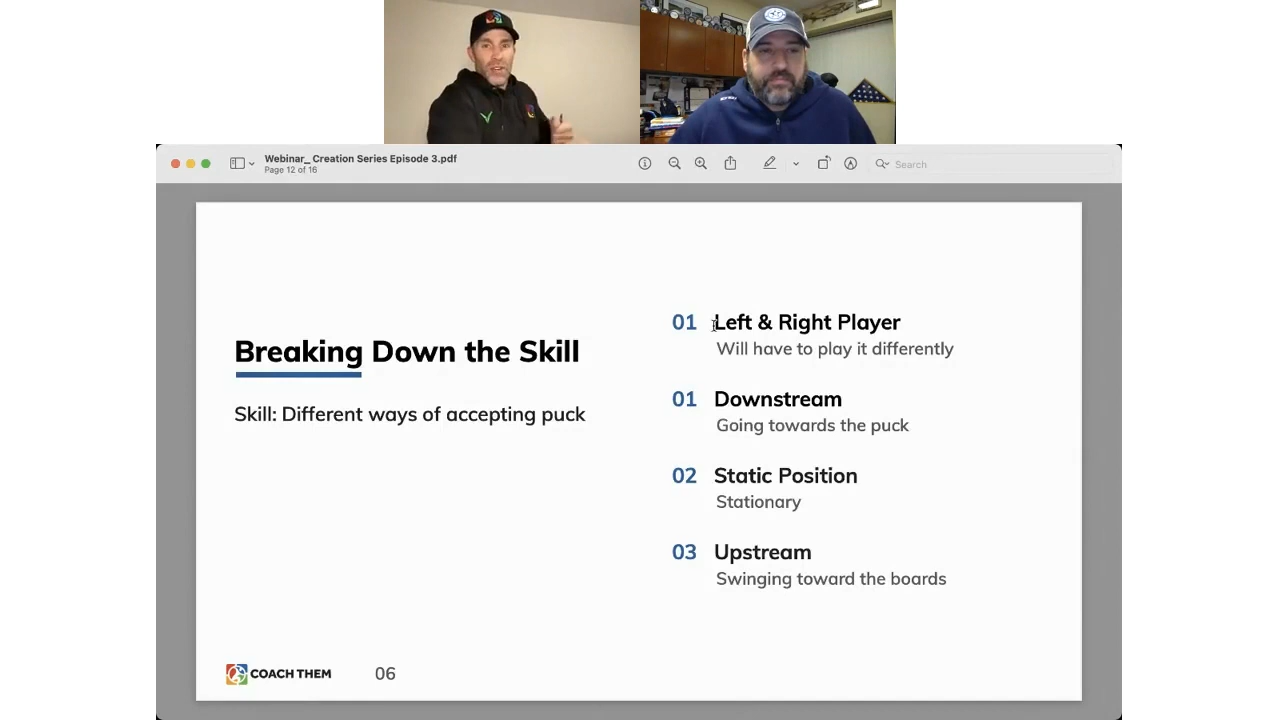 Webinar_ Creation Series Episode 3.pdf
Page 12 of 16
Search
Breaking Down the Skill
Skill: Different ways of accepting puck
01 Left & Right Player
Will have to play it differently
01 Downstream
Going towards the puck
02 Static Position
Stationary
03 Upstream
Swinging toward the boards
COACH THEM
06